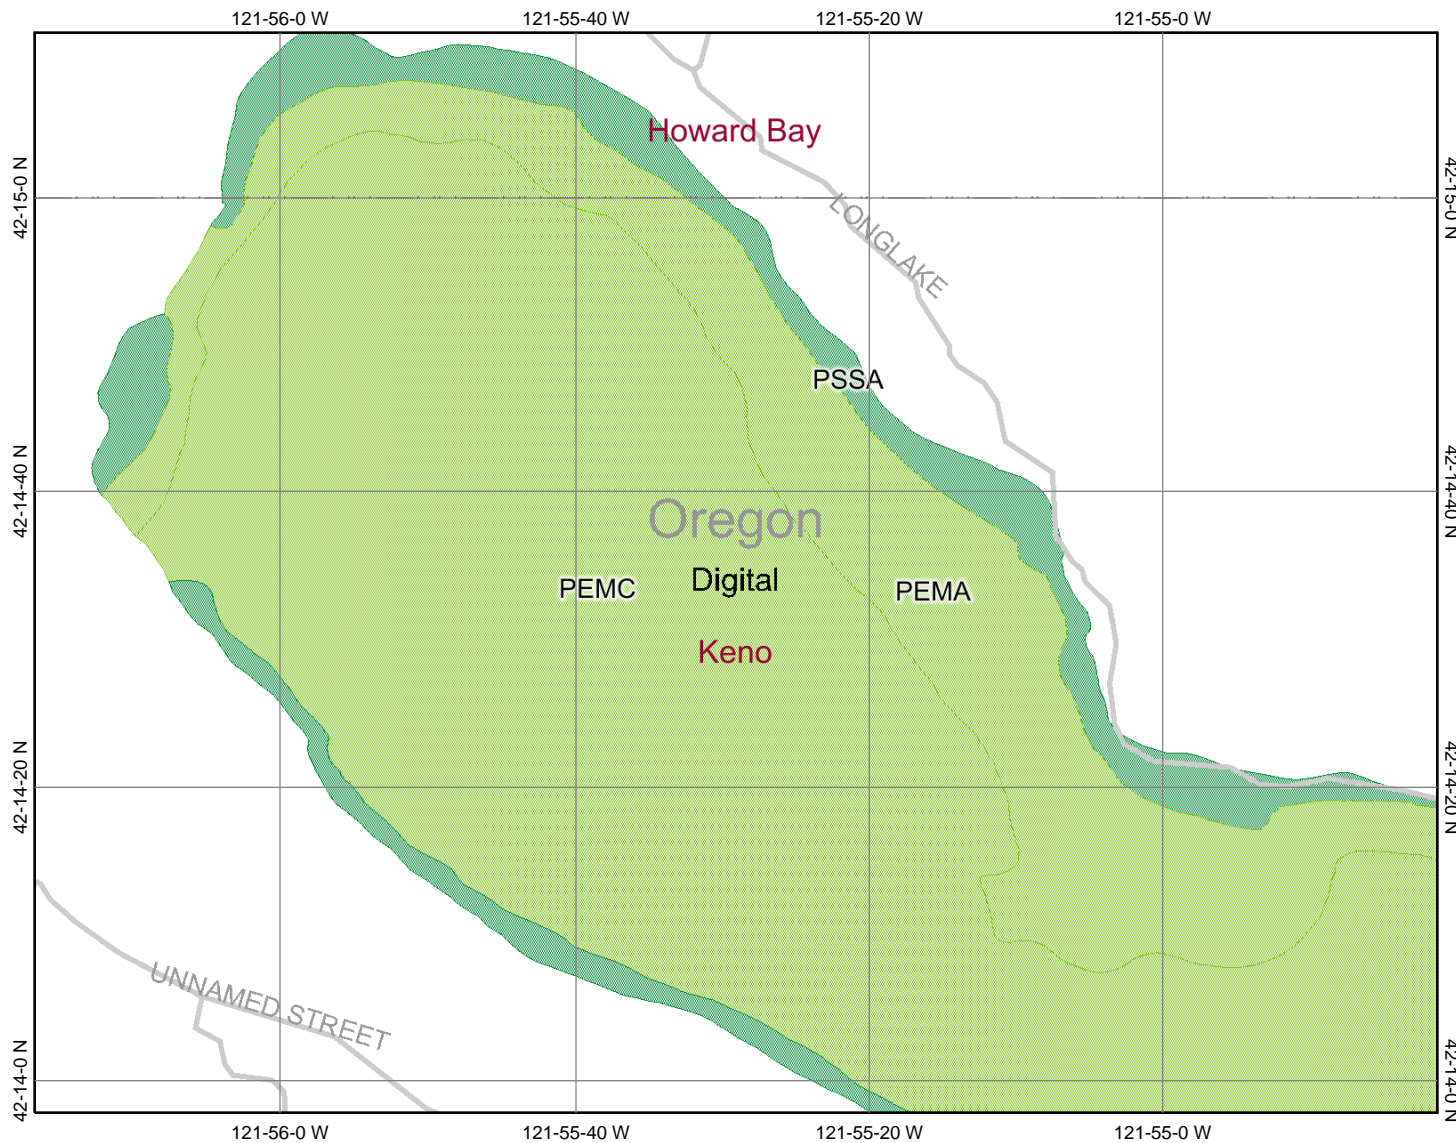 121-56-0 W 121-55-40 W 121-55-20 W 121-55-0 W
Howard Bay
42-15-0 N 42-15-0 N
LONGLAKE
PSSA
42-14-40 N 42-14-40 N
Oregon
Digital
PEMC PEMA
Keno
42-14-20 N 42-14-20 N
UNNAMED STREET
42-14-0 N 42-14-0 N
121-56-0 W 121-55-40 W 121-55-20 W 121-55-0 W